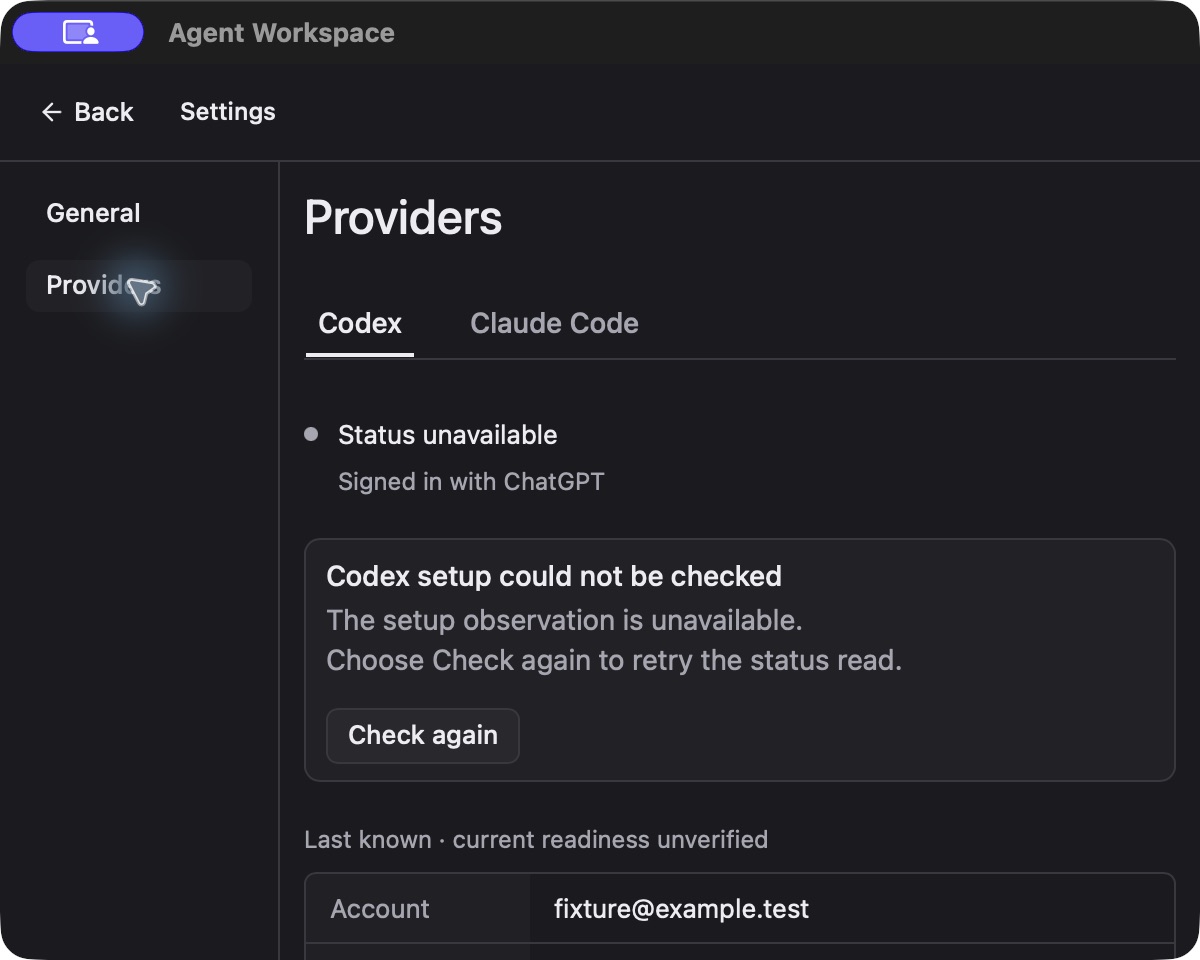 Agent Workspace
← Back
Settings
General
Providers
Providers
Codex
Claude Code
Status unavailable
Signed in with ChatGPT
Codex setup could not be checked
The setup observation is unavailable.
Choose Check again to retry the status read.
Check again
Last known · current readiness unverified
Account
fixture@example.test